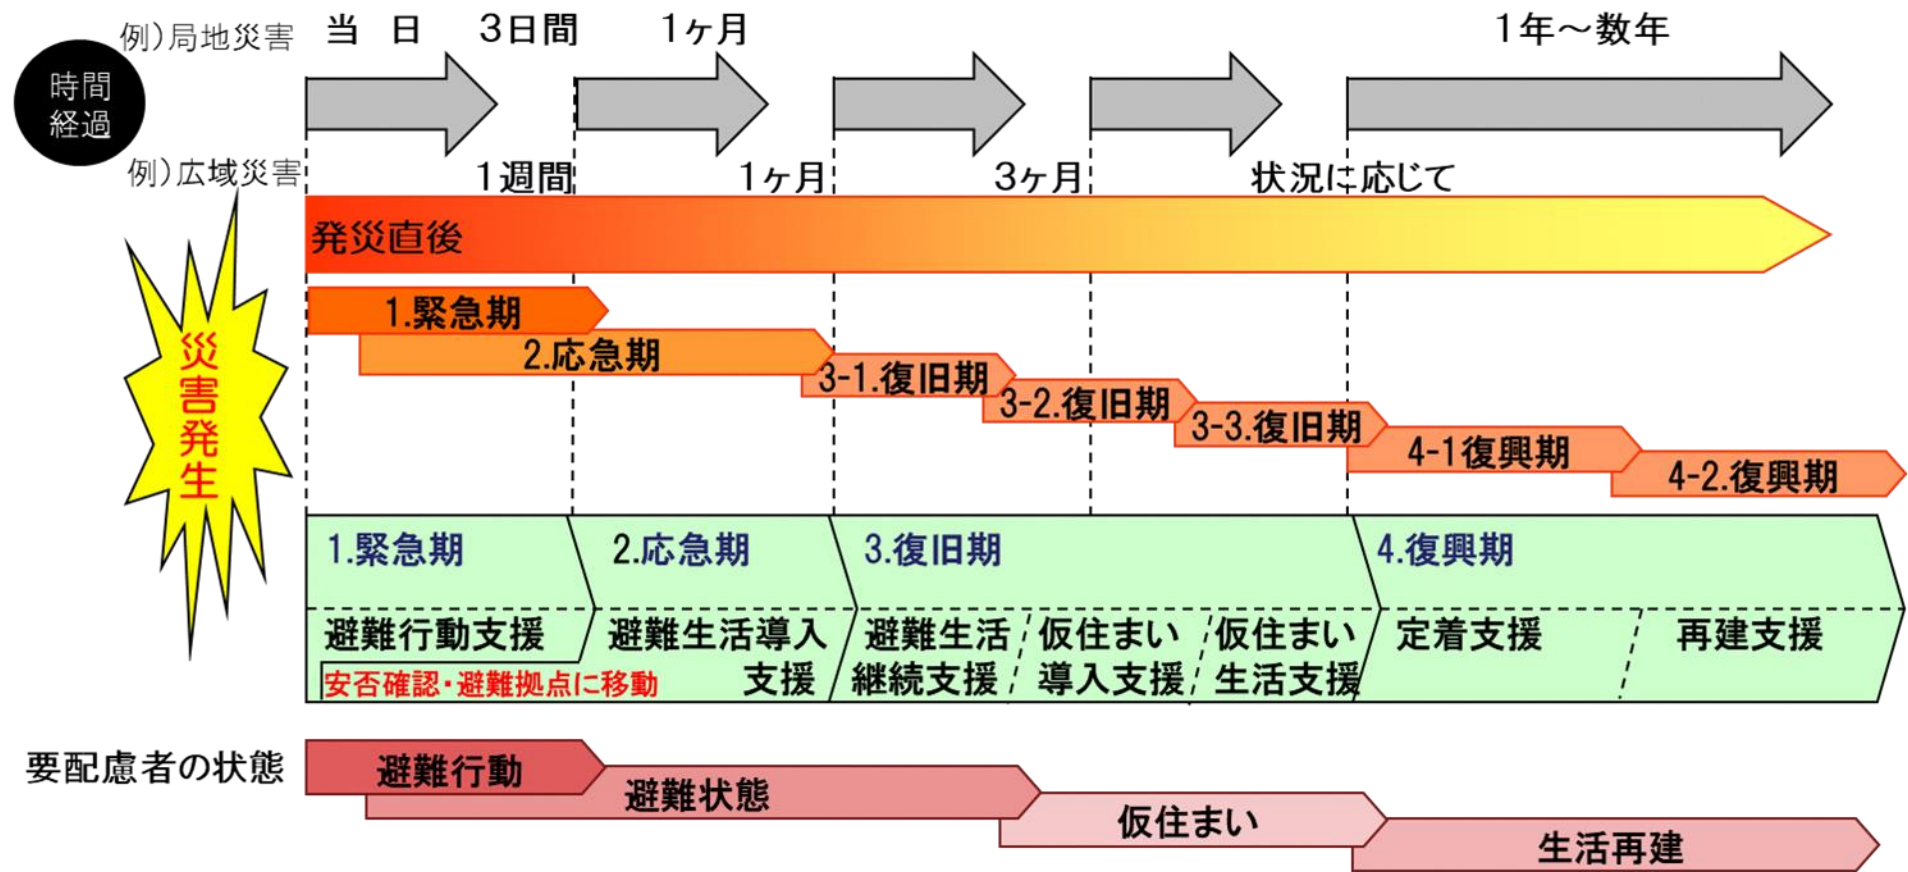 例）局地災害 当　日 3日間 1ヶ月 1年～数年
時間
経過
例）広域災害 1週間 1ヶ月 3ヶ月 状況に応じて
発災直後
災害発生
1.緊急期
2.応急期
3-1.復旧期
3-2.復旧期
3-3.復旧期
4-1復興期
4-2.復興期
1.緊急期 2.応急期 3.復旧期 4.復興期
避難行動支援
安否確認・避難拠点に移動
避難生活導入
支援
避難生活
継続支援
仮住まい
導入支援
仮住まい
生活支援
定着支援
再建支援
要配慮者の状態
避難行動
避難状態
仮住まい
生活再建